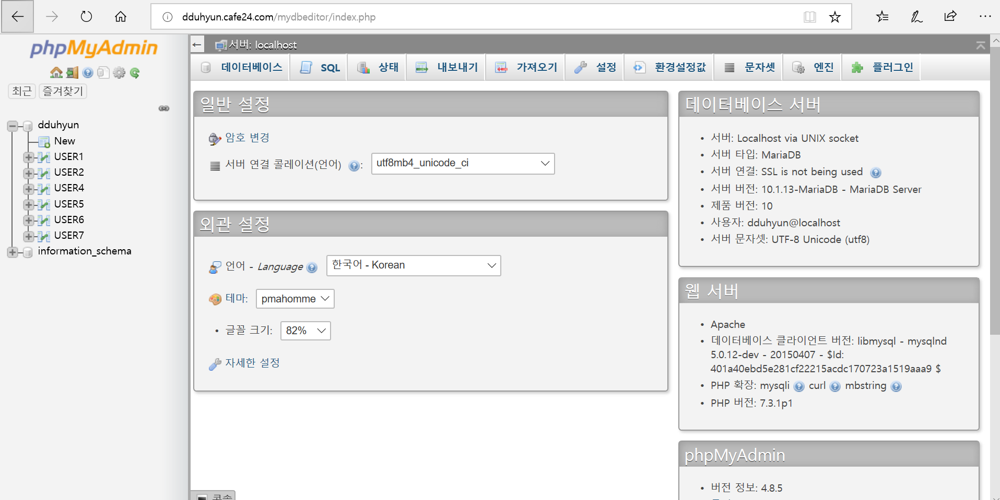 dduhyun.cafe24.com/mydbeditor/index.php
phpMyAdmin
최근 즐겨찾기
dduhyun
New
USER1
USER2
USER4
USER5
USER6
USER7
information_schema
서버: localhost
데이터베이스 SQL 상태 내보내기 가져오기 설정 환경설정값 문자셋 엔진 플러그인
일반 설정
암호 변경
서버 연결 콜레이션(언어) : utf8mb4_unicode_ci
외관 설정
언어 - Language 한국어 - Korean
테마: pmahomme
• 글꼴 크기: 82%
자세한 설정
데이터베이스 서버
• 서버: Localhost via UNIX socket
• 서버 타입: MariaDB
• 서버 연결: SSL is not being used
• 서버 버전: 10.1.13-MariaDB - MariaDB Server
• 제품 버전: 10
• 사용자: dduhyun@localhost
• 서버 문자셋: UTF-8 Unicode (utf8)
웹 서버
• Apache
• 데이터베이스 클라이언트 버전: libmysql - mysqlnd
5.0.12-dev - 20150407 - $Id:
401a40ebd5e281cf22215acdc170723a1519aaa9 $
• PHP 확장: mysqli curl mbstring
• PHP 버전: 7.3.1p1
phpMyAdmin
• 버전 정보: 4.8.5
콘솔